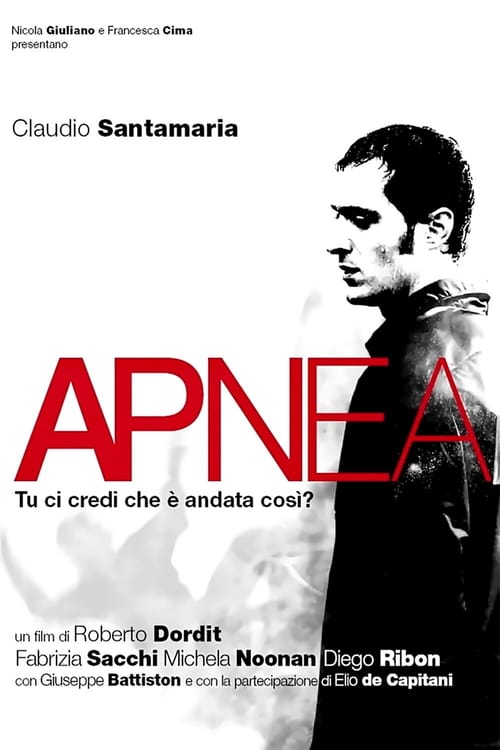 Nicola Giuliano e Francesca Cima
presentano
Claudio Santamaria
APNEA
Tu ci credi che è andata così?
un film di Roberto Dordit
Fabrizia Sacchi Michela Noonan Diego Ribon
con Giuseppe Battiston e con la partecipazione di Elio de Capitani